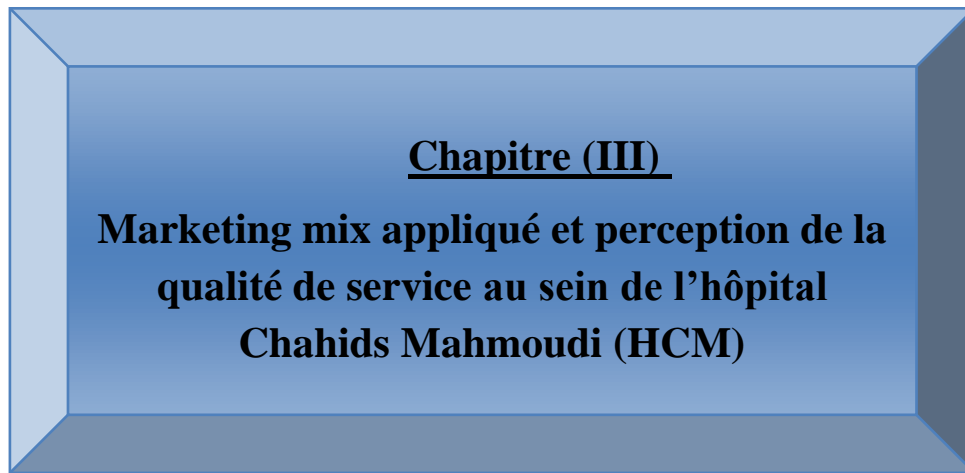 Chapitre (III)
Marketing mix appliqué et perception de la
qualité de service au sein de l’hôpital
Chahids Mahmoudi (HCM)